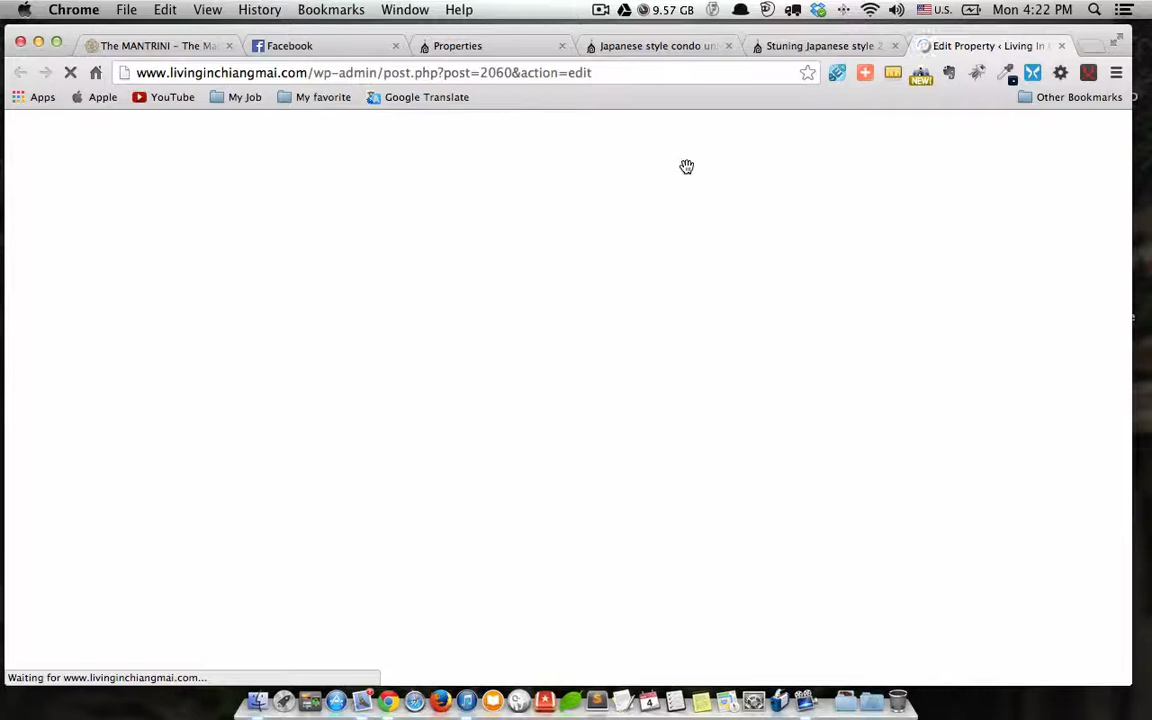 Chrome File Edit View History Bookmarks Window Help 9.57 GB U.S. Mon 4:22 PM
The MANTRINI – The Ma Facebook Properties Japanese style condo un Stuning Japanese style 2 Edit Property ‹ Living In
www.livinginchiangmai.com/wp-admin/post.php?post=2060&action=edit
NEW!
Apps Apple YouTube My Job My favorite Google Translate Other Bookmarks
Waiting for www.livinginchiangmai.com...
4